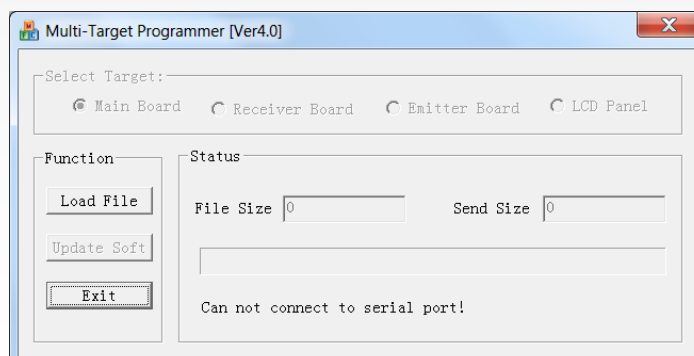 Multi-Target Programmer [Ver4.0]
Select Target:
Main Board Receiver Board Emitter Board LCD Panel
Function
Status
Load File
File Size 0 Send Size 0
Update Soft
Exit
Can not connect to serial port!